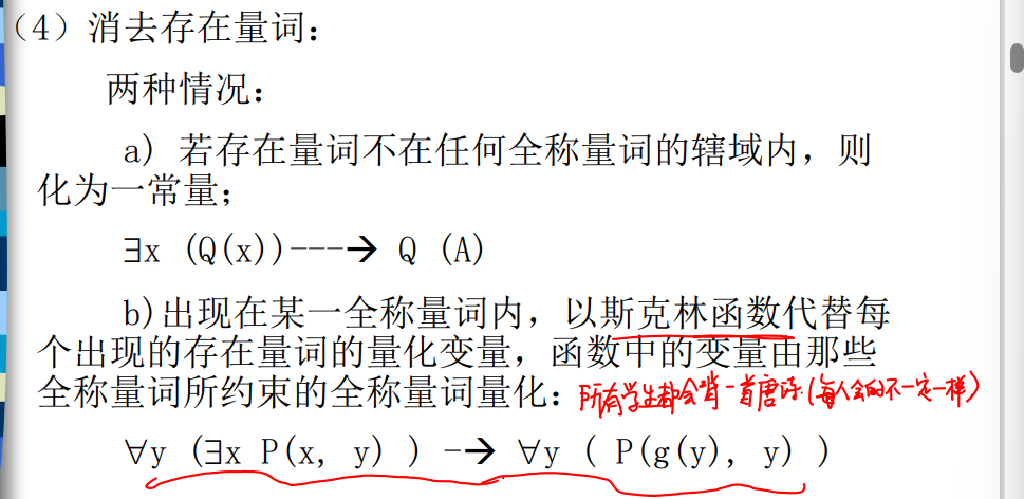 (4) 消去存在量词：
两种情况：
a) 若存在量词不在任何全称量词的辖域内，则
化为一常量；
∃x (Q(x))---→ Q (A)
b)出现在某一全称量词内，以斯克林函数代替每
个出现的存在量词的量化变量，函数中的变量由那些
全称量词所约束的全称量词量化：
所有学生都会背一首唐诗(每人会的不一定一样)
∀y (∃x P(x, y) ) -→ ∀y ( P(g(y), y) )